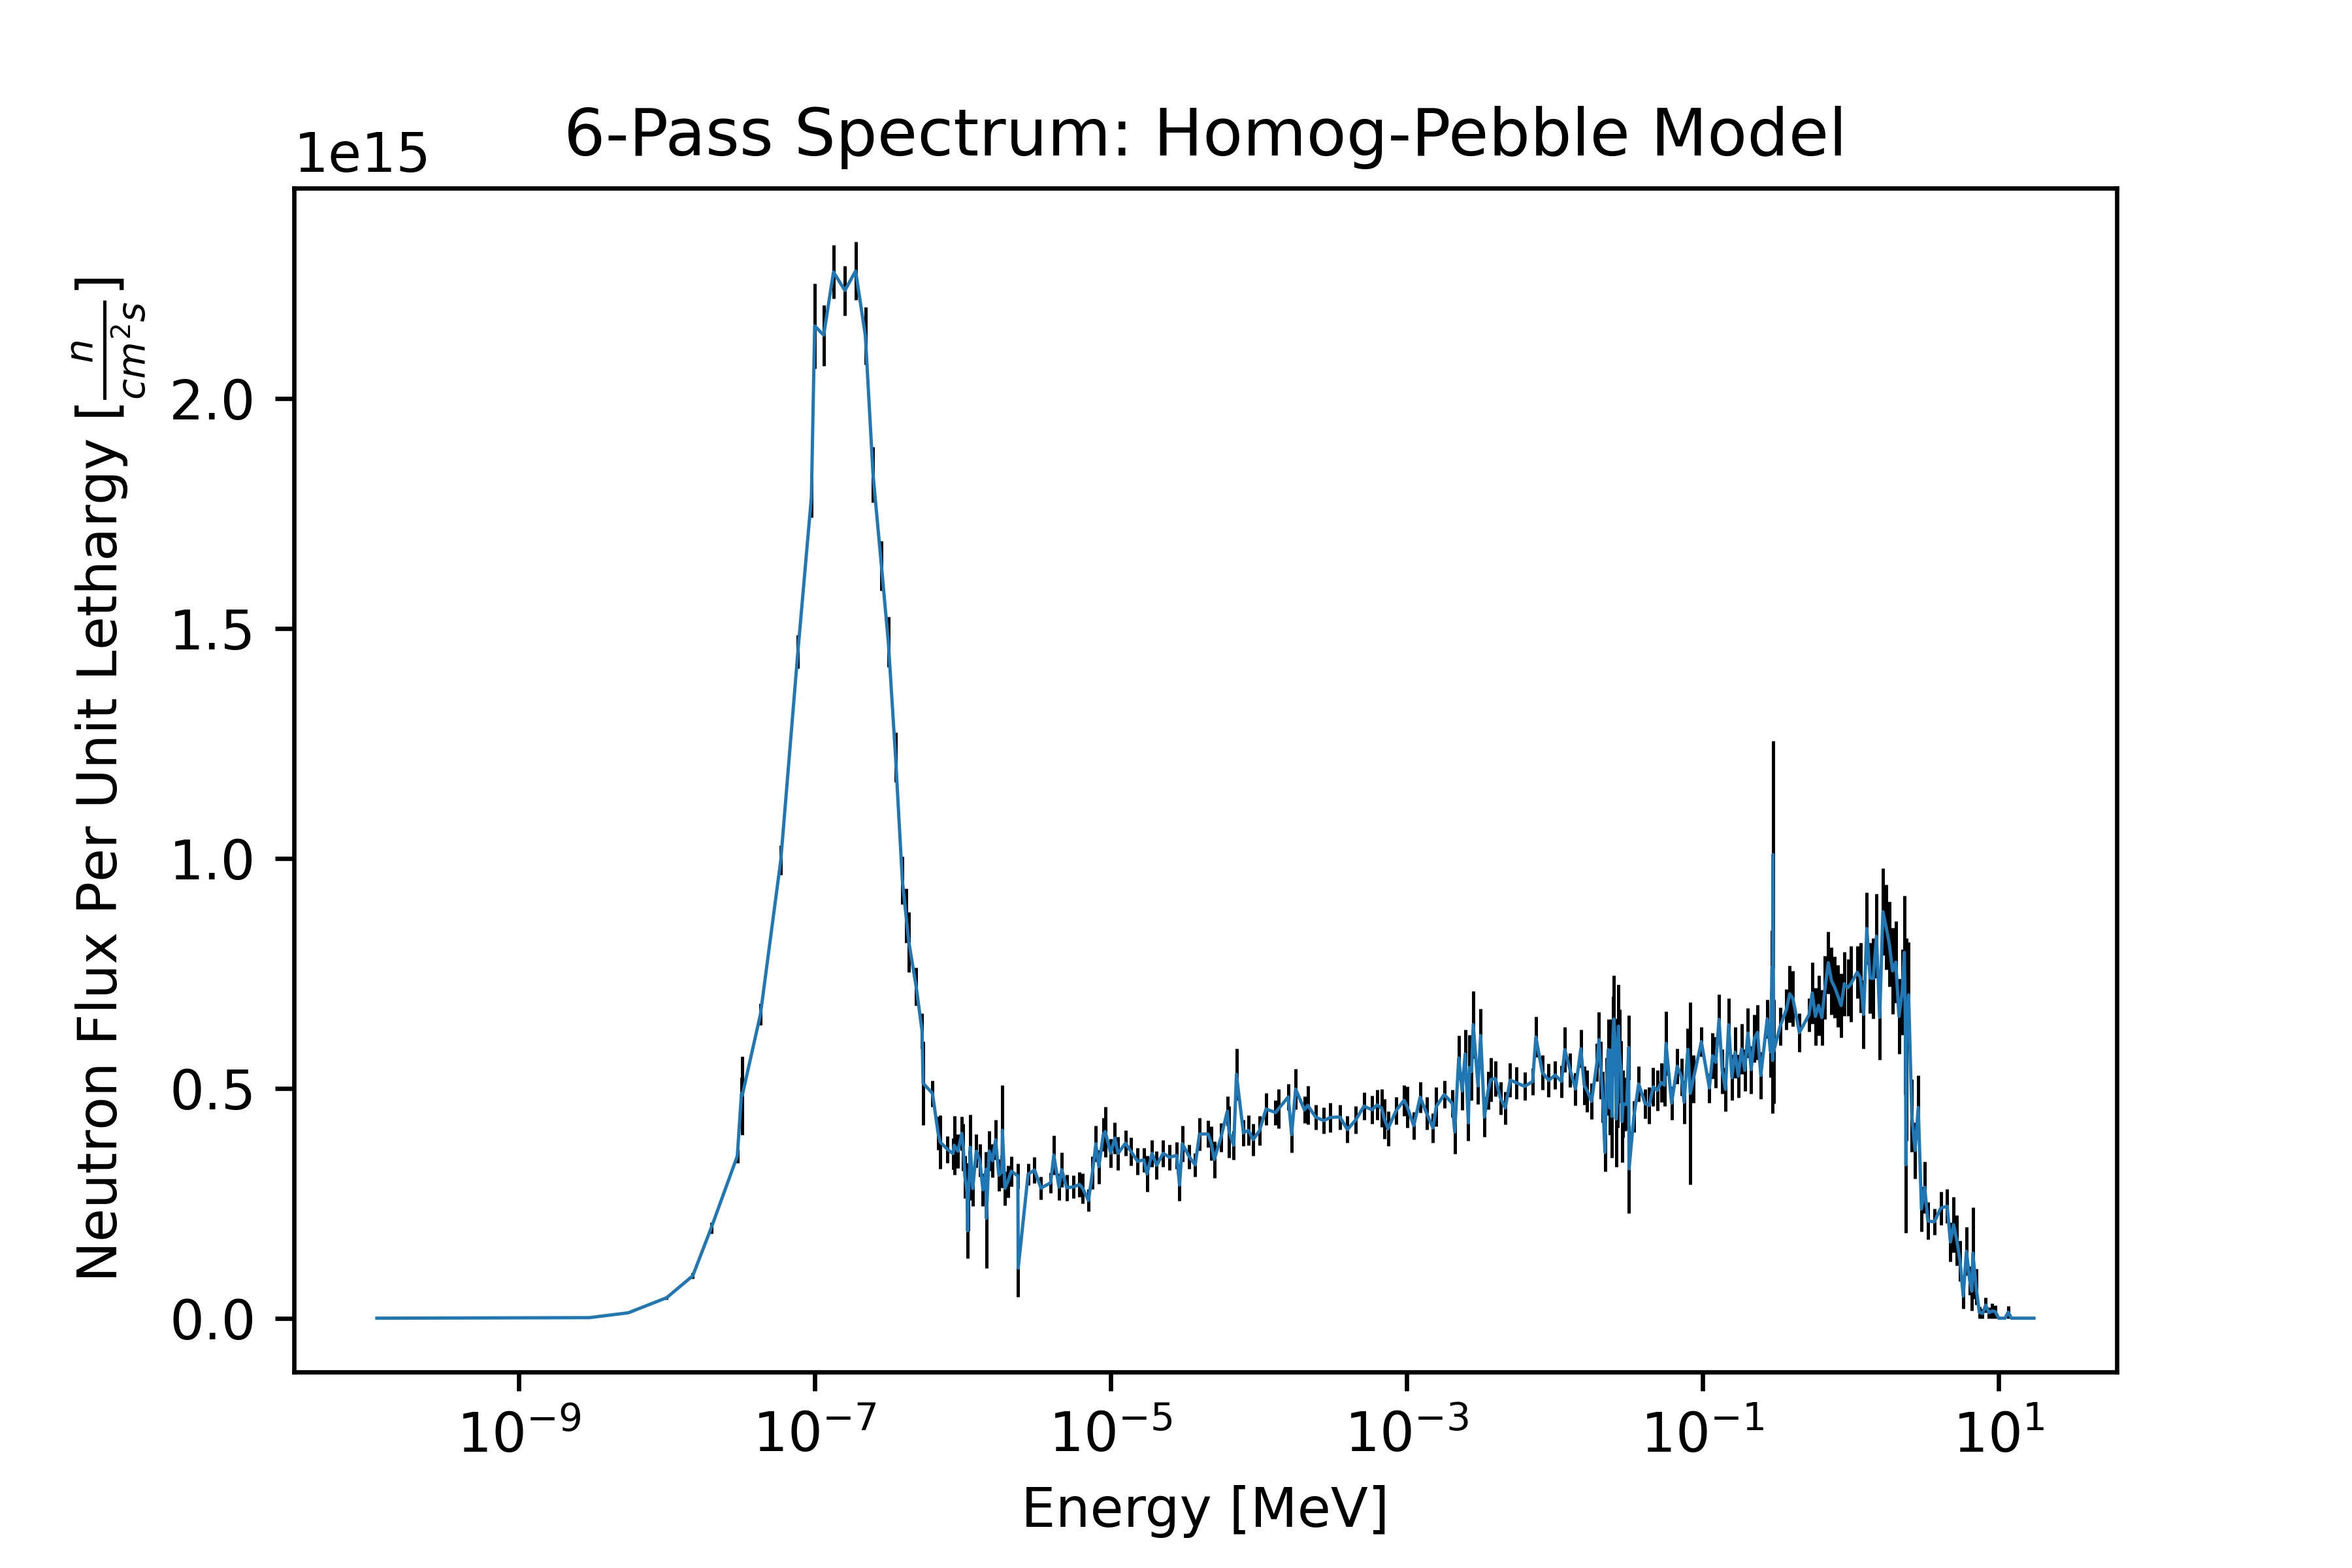 6-Pass Spectrum: Homog-Pebble Model
1e15
Neutron Flux Per Unit Lethargy [n/cm²s]
2.0
1.5
1.0
0.5
0.0
10⁻⁹ 10⁻⁷ 10⁻⁵ 10⁻³ 10⁻¹ 10¹
Energy [MeV]